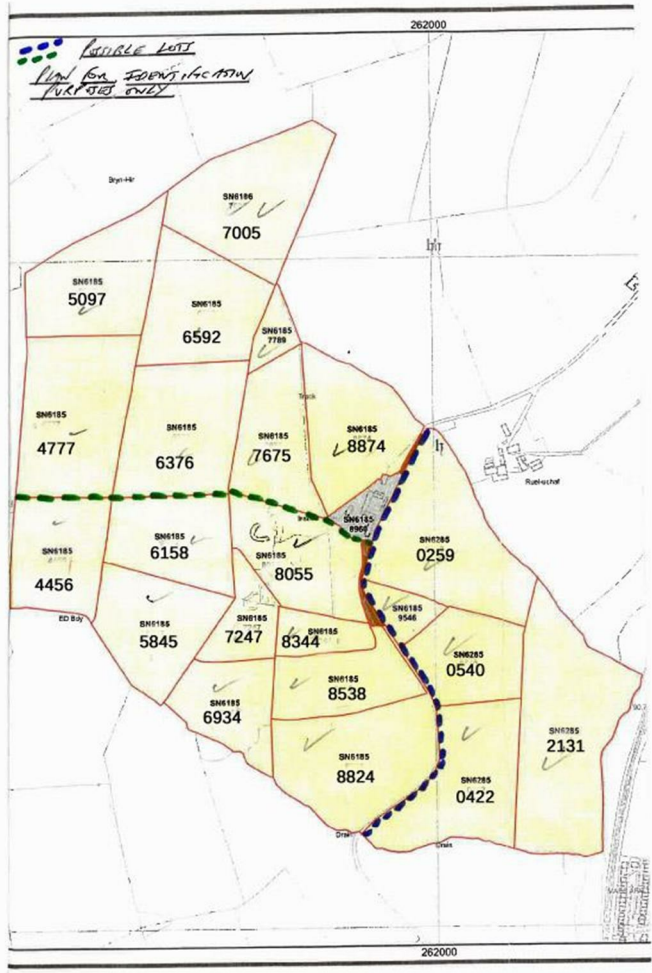 262000
POSSIBLE LOTS
PLAN FOR IDENTIFICATION
PURPOSES ONLY
Bryn-Hir
SN6186
7005
SN6185
5097
SN6185
6592
SN6185
7789
Track
SN6185
4777
SN6185
6376
SN6185
7675
SN6185
8874
Ruel-uchaf
SN6185
8966
SN6185
4456
SN6185
6158
SN6185
8055
SN6285
0259
ED Bdy
SN6185
5845
SN6185
7247
SN6185
8344
SN6185
9546
SN6285
0540
SN6185
6934
SN6185
8538
SN6185
8824
SN6285
0422
SN6285
2131
Drain
Drain
262000